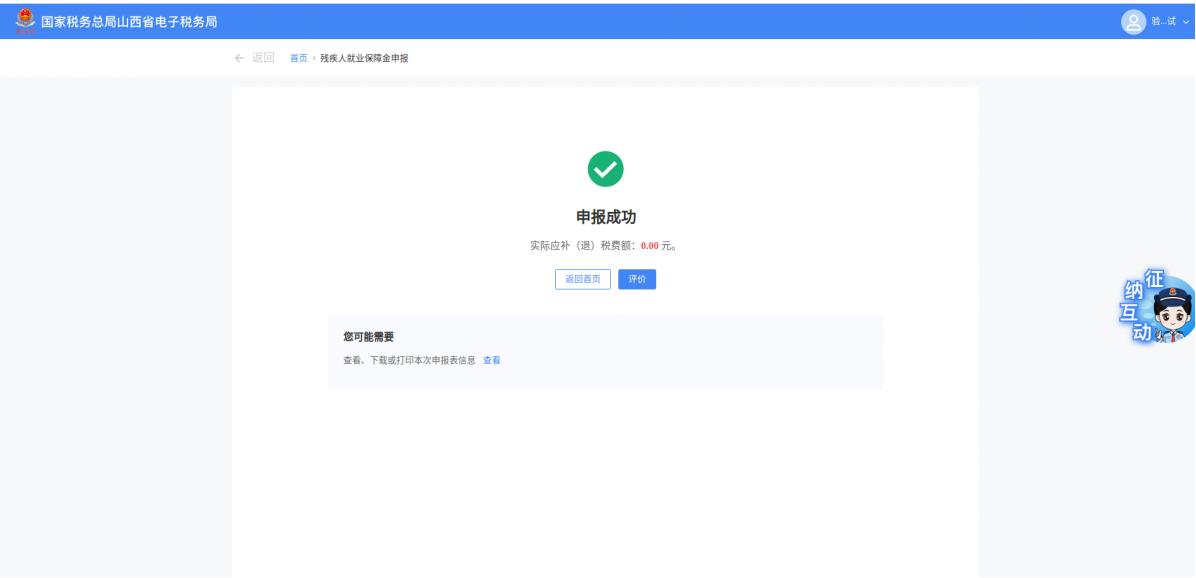 国家税务总局山西省电子税务局
验...试
返回 首页 › 残疾人就业保障金申报
申报成功
实际应补（退）税费额：0.00 元。
返回首页 评价
您可能需要
查看、下载或打印本次申报表信息 查看
征纳互动